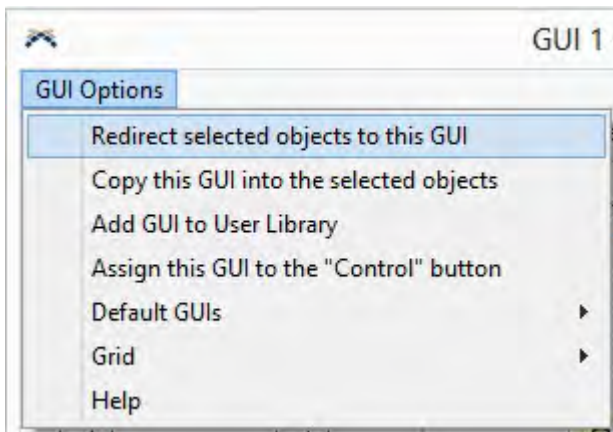 GUI 1
GUI Options
Redirect selected objects to this GUI
Copy this GUI into the selected objects
Add GUI to User Library
Assign this GUI to the "Control" button
Default GUIs
Grid
Help